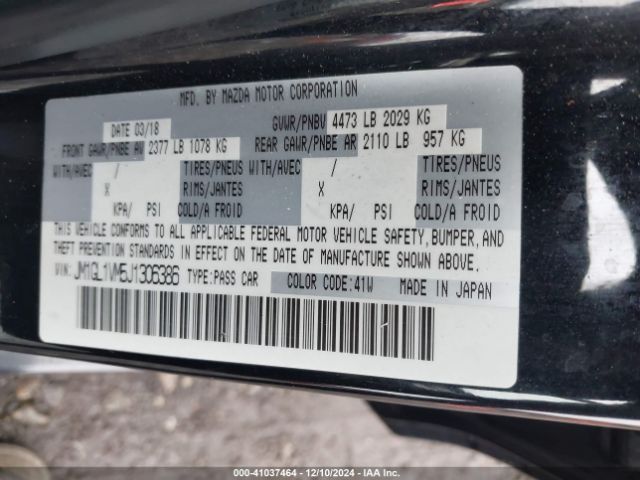 MFD. BY MAZDA MOTOR CORPORATION
DATE 03/18 GVWR/PNBV 4473 LB 2029 KG
FRONT GAWR/PNBE AV 2377 LB 1078 KG REAR GAWR/PNBE AR 2110 LB 957 KG
WITH/AVEC / TIRES/PNEUS WITH/AVEC / TIRES/PNEUS
X RIMS/JANTES X RIMS/JANTES
KPA/ PSI COLD/A FROID KPA/ PSI COLD/A FROID
THIS VEHICLE CONFORMS TO ALL APPLICABLE FEDERAL MOTOR VEHICLE SAFETY, BUMPER, AND
THEFT PREVENTION STANDARDS IN EFFECT ON THE DATE OF MANUFACTURE SHOWN ABOVE.
VIN: JM1GL1VM5J1306386 TYPE:PASS CAR COLOR CODE:41W MADE IN JAPAN
000-41037464 - 12/10/2024 - IAA Inc.